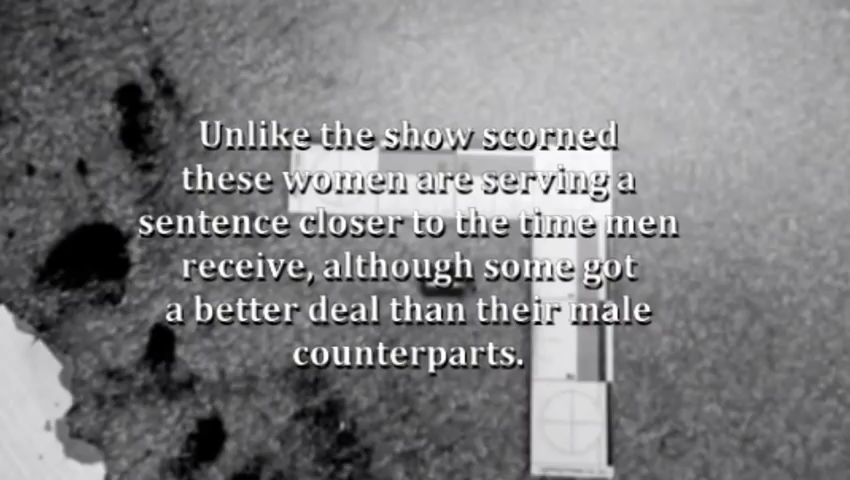 Unlike the show scorned
these women are serving a
sentence closer to the time men
receive, although some got
a better deal than their male
counterparts.